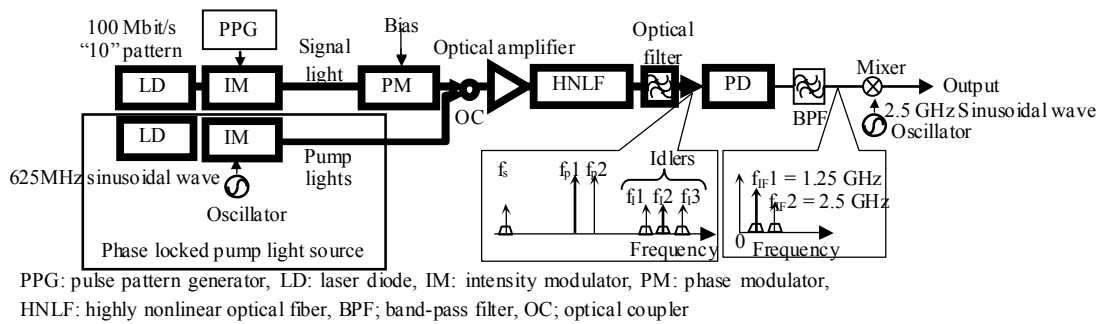 100 Mbit/s
“10” pattern
PPG
Signal
light
Bias
Optical amplifier
Optical
filter
Mixer
LD
IM
PM
OC
HNLF
PD
BPF
Output
2.5 GHz Sinusoidal wave
Oscillator
LD
IM
Pump
lights
625MHz sinusoidal wave
Oscillator
Phase locked pump light source
fs
fp1
fp2
Idlers
fI1
fI2
fI3
Frequency
fIF1 = 1.25 GHz
fIF2 = 2.5 GHz
0
Frequency
PPG: pulse pattern generator, LD: laser diode, IM: intensity modulator, PM: phase modulator,
HNLF: highly nonlinear optical fiber, BPF; band-pass filter, OC; optical coupler